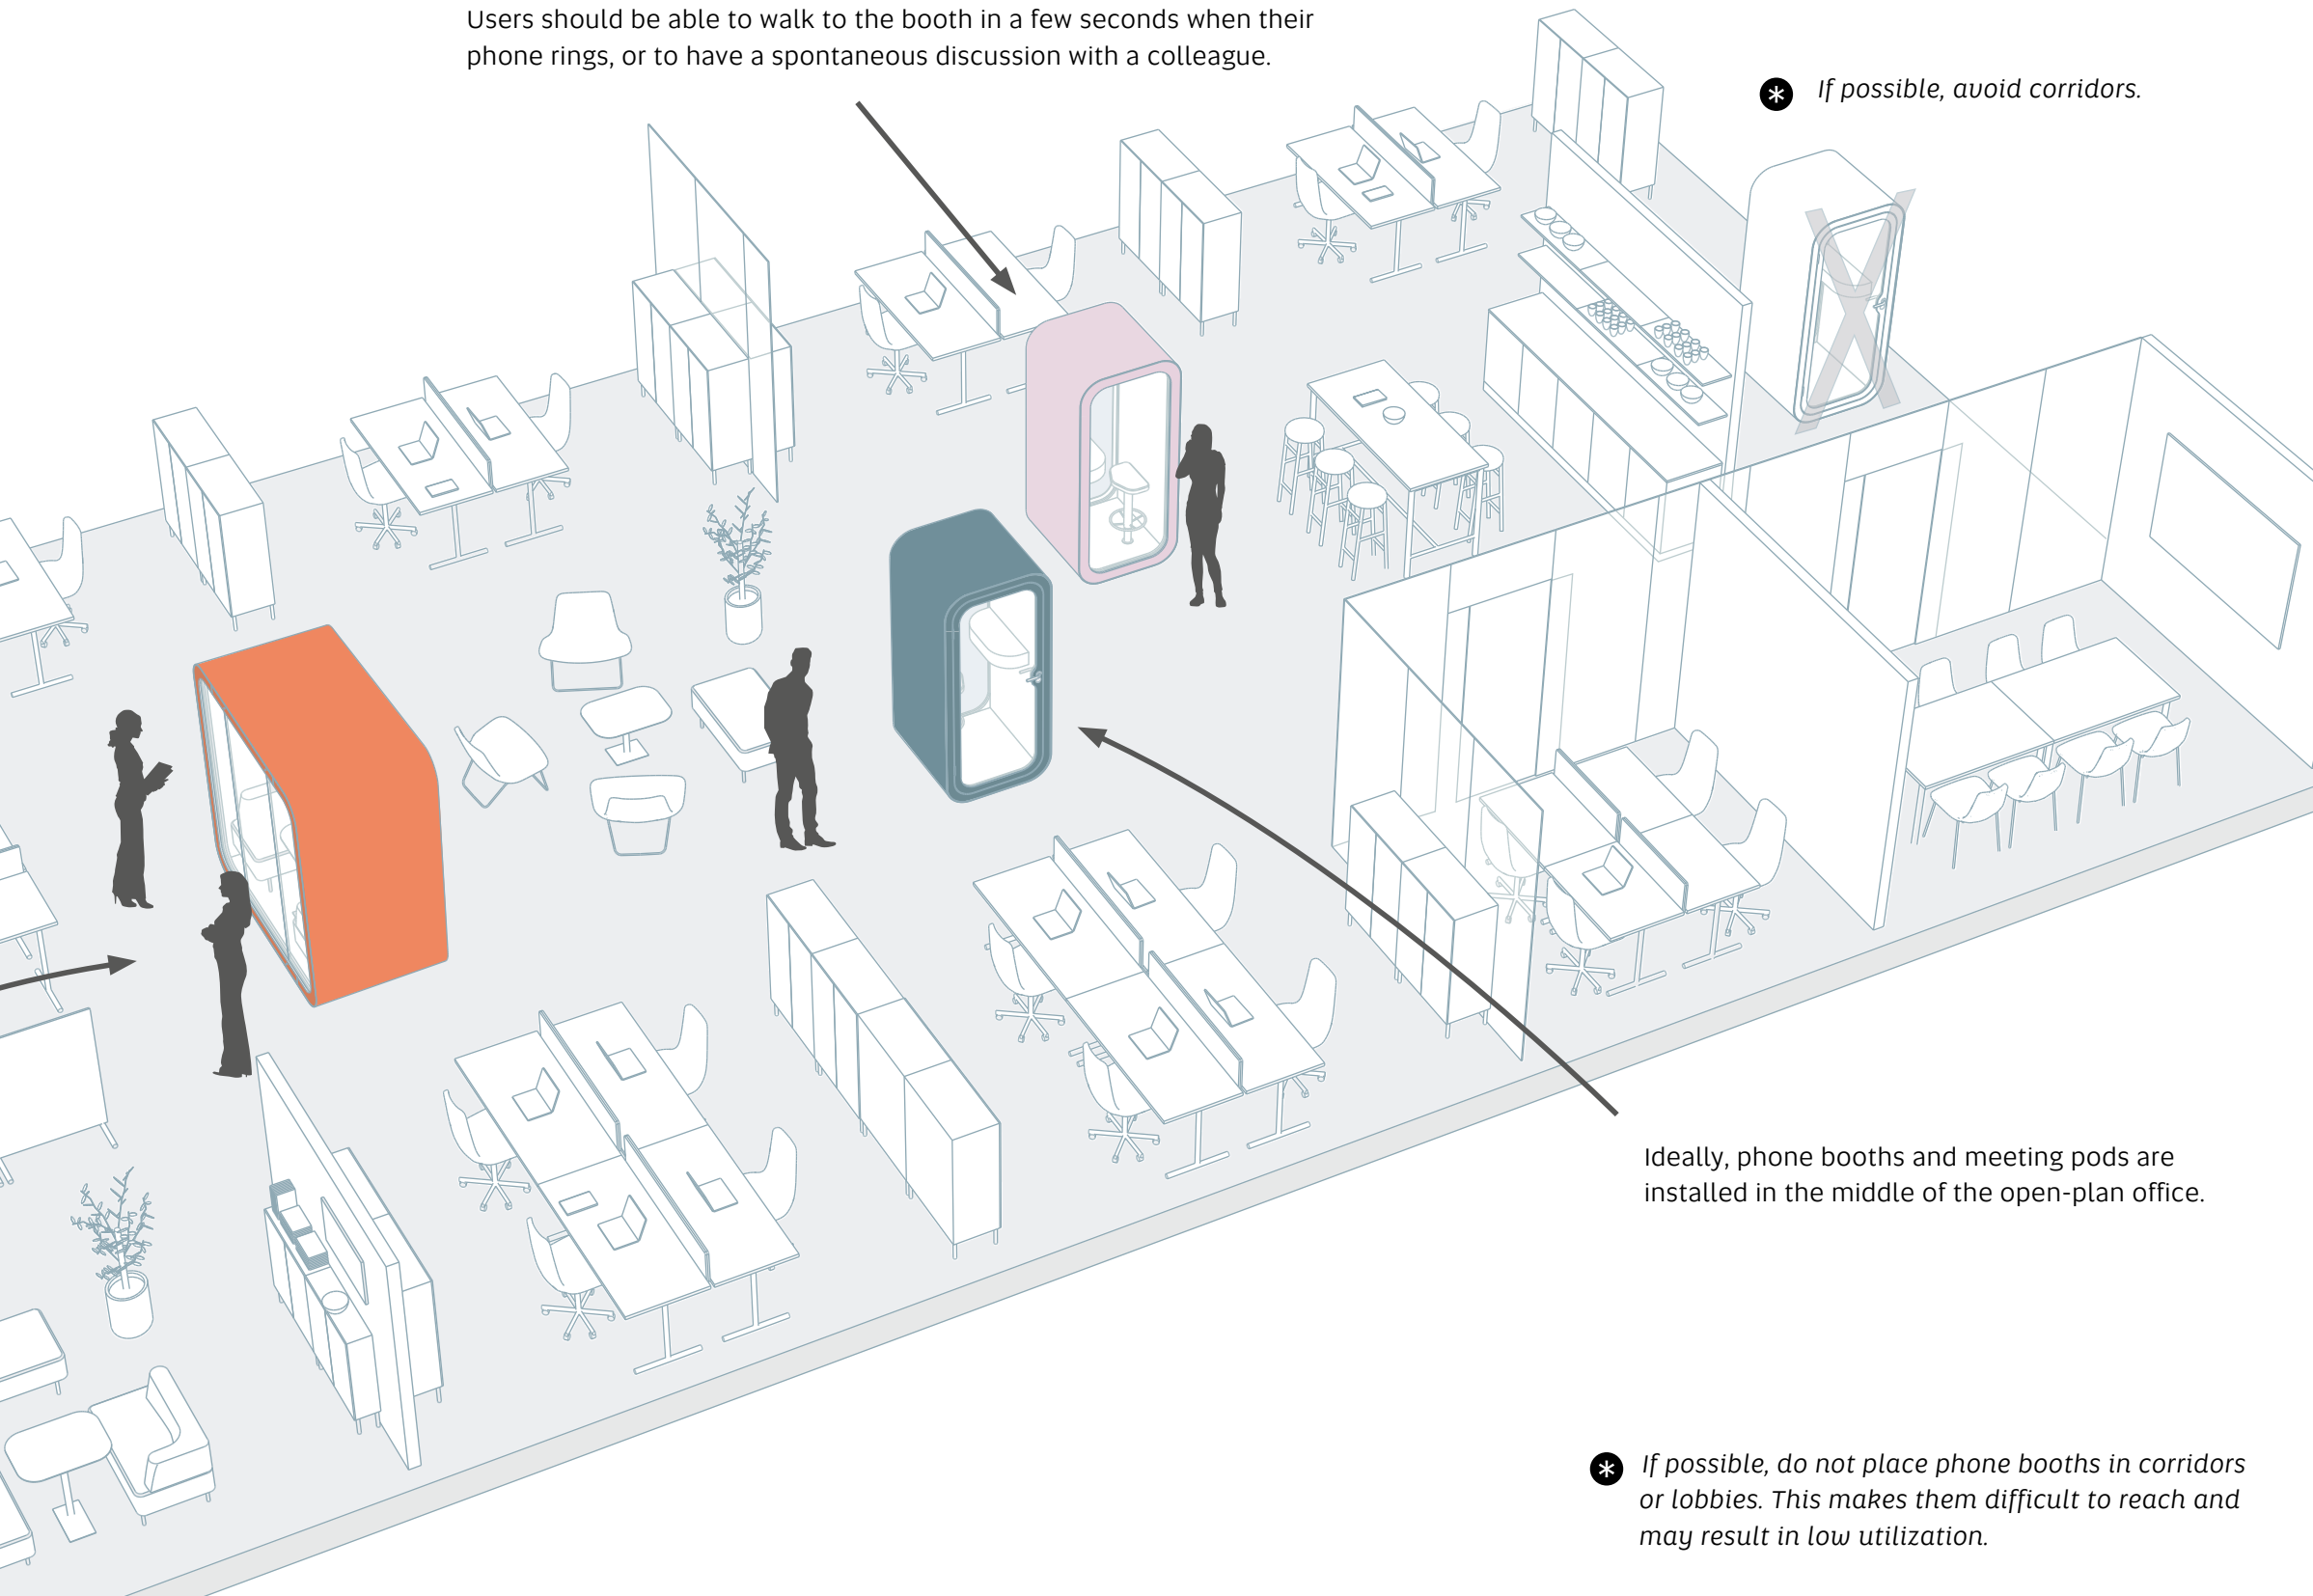 Users should be able to walk to the booth in a few seconds when their
phone rings, or to have a spontaneous discussion with a colleague.
If possible, avoid corridors.
Ideally, phone booths and meeting pods are
installed in the middle of the open-plan office.
If possible, do not place phone booths in corridors
or lobbies. This makes them difficult to reach and
may result in low utilization.